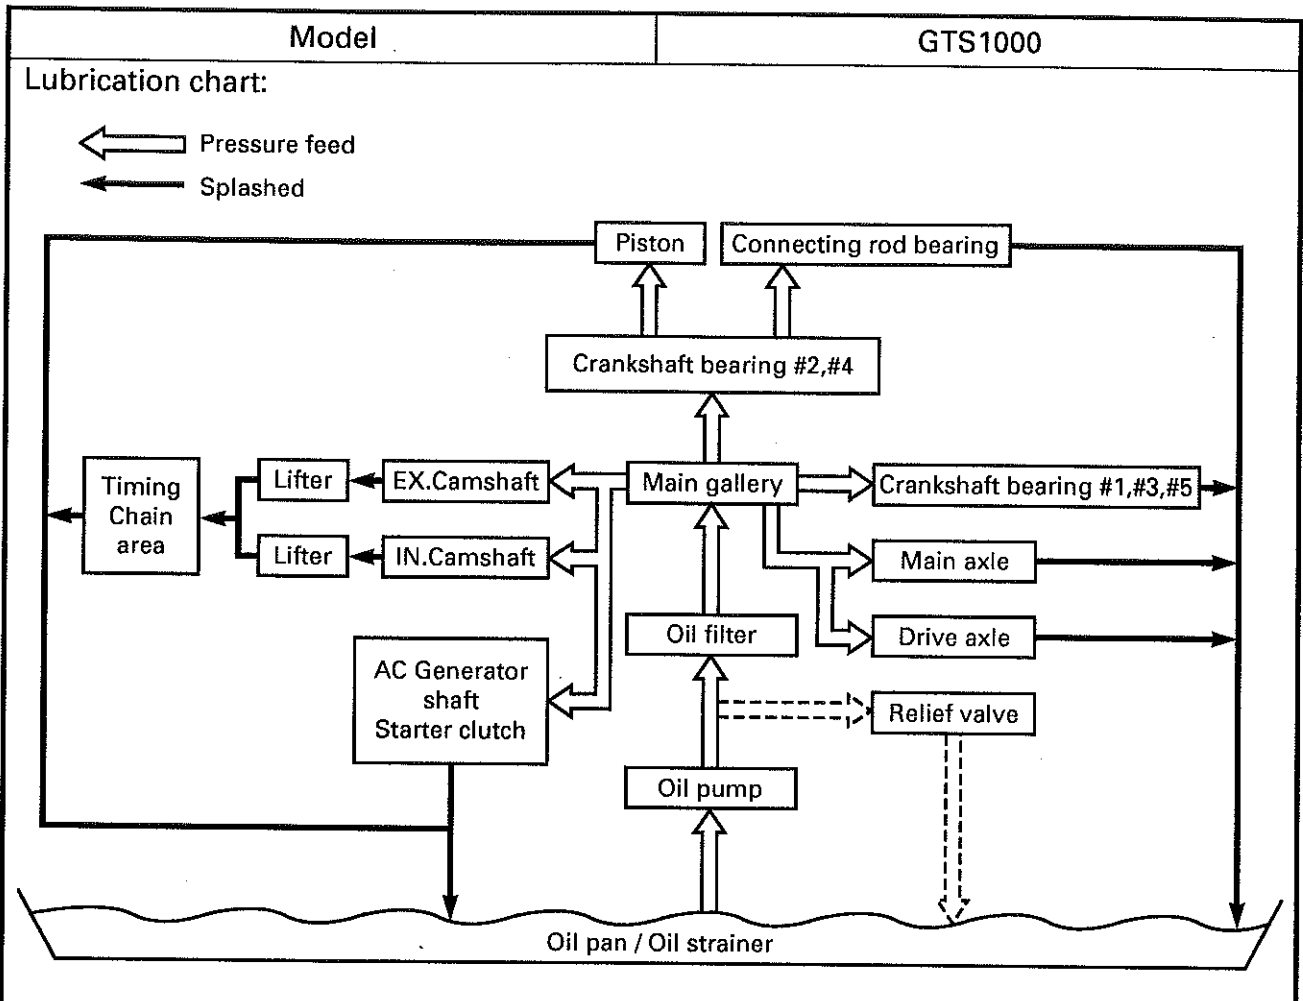 Model
GTS1000
Lubrication chart:
Pressure feed
Splashed
Piston
Connecting rod bearing
Crankshaft bearing #2,#4
Timing
Chain
area
Lifter
EX.Camshaft
Main gallery
Crankshaft bearing #1,#3,#5
Lifter
IN.Camshaft
Main axle
Oil filter
Drive axle
AC Generator
shaft
Starter clutch
Relief valve
Oil pump
Oil pan / Oil strainer